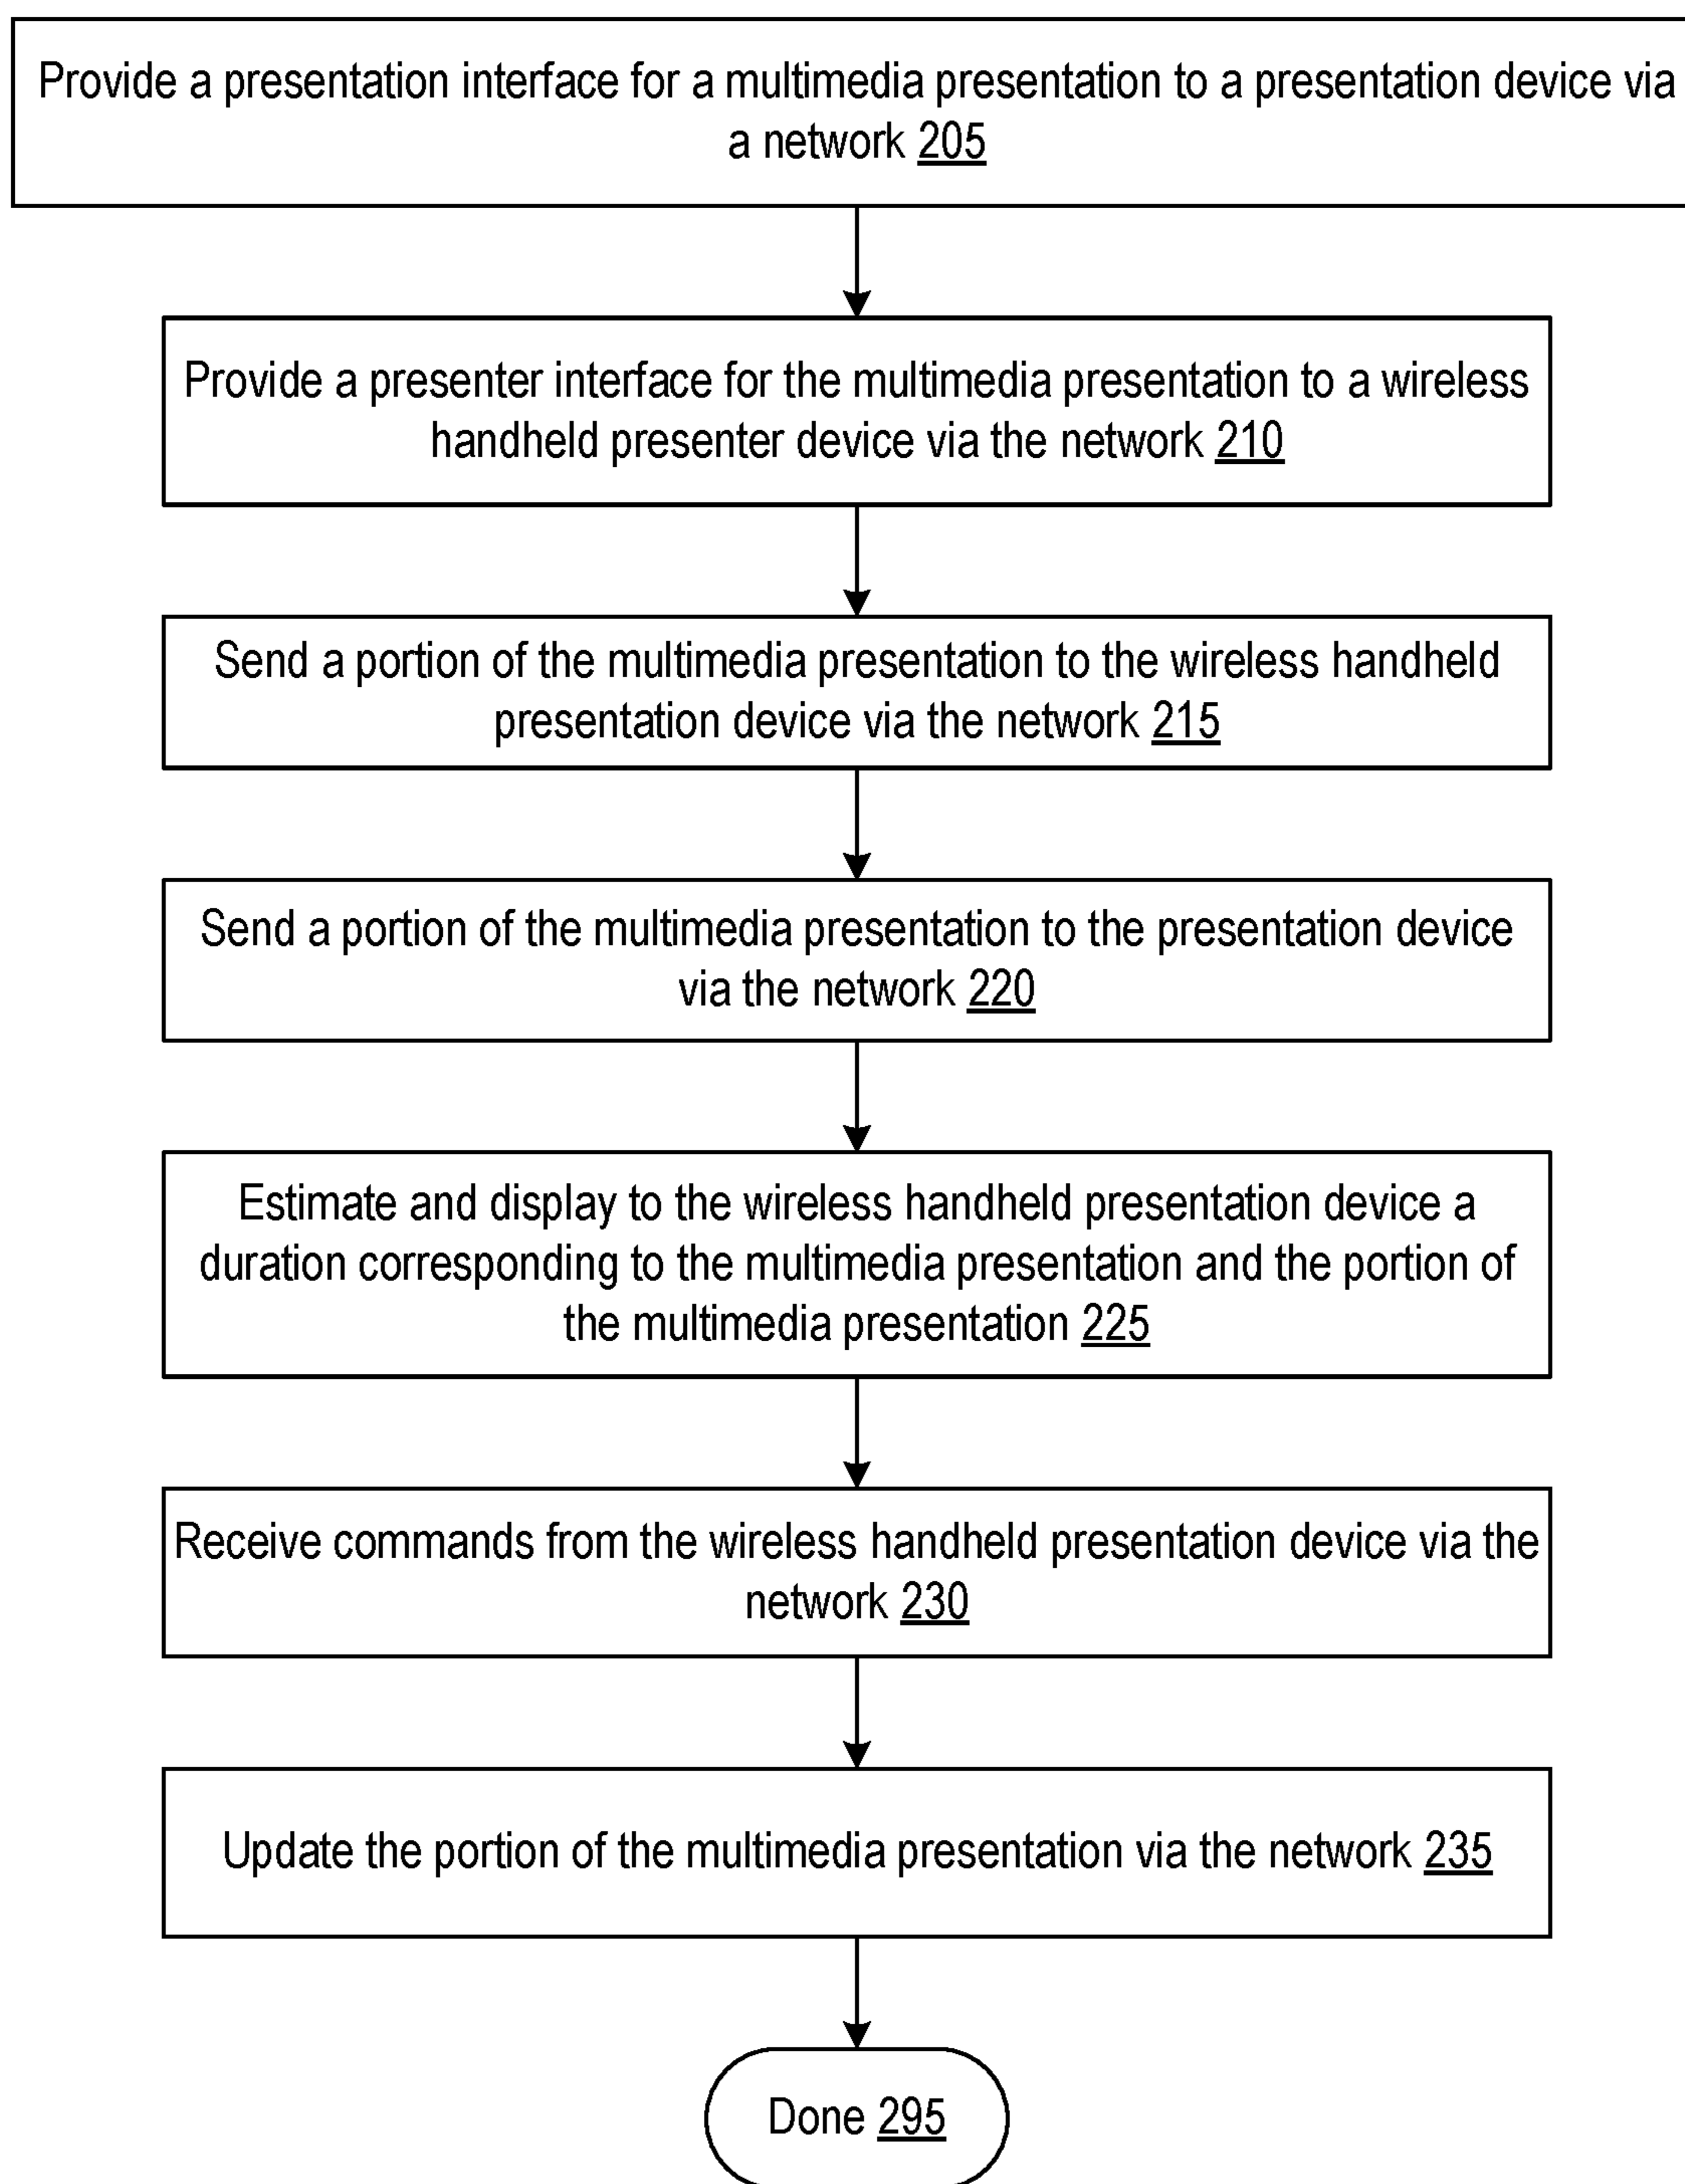 Provide a presentation interface for a multimedia presentation to a presentation device via
a network 205
Provide a presenter interface for the multimedia presentation to a wireless
handheld presenter device via the network 210
Send a portion of the multimedia presentation to the wireless handheld
presentation device via the network 215
Send a portion of the multimedia presentation to the presentation device
via the network 220
Estimate and display to the wireless handheld presentation device a
duration corresponding to the multimedia presentation and the portion of
the multimedia presentation 225
Receive commands from the wireless handheld presentation device via the
network 230
Update the portion of the multimedia presentation via the network 235
Done 295